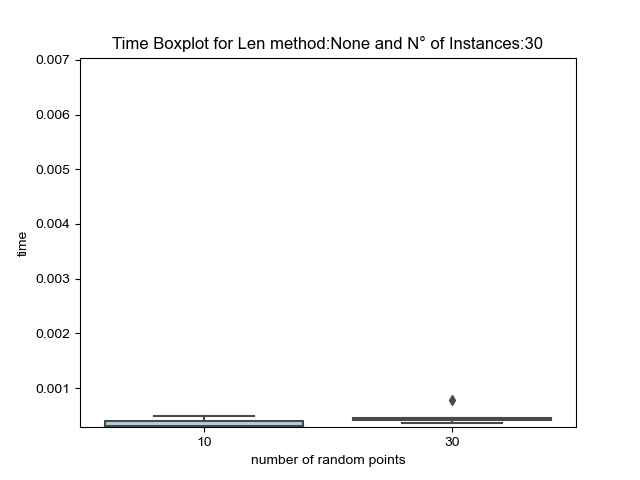 Time Boxplot for Len method:None and N° of Instances:30
0.007
0.006
0.005
0.004
0.003
0.002
0.001
time
10 30
number of random points